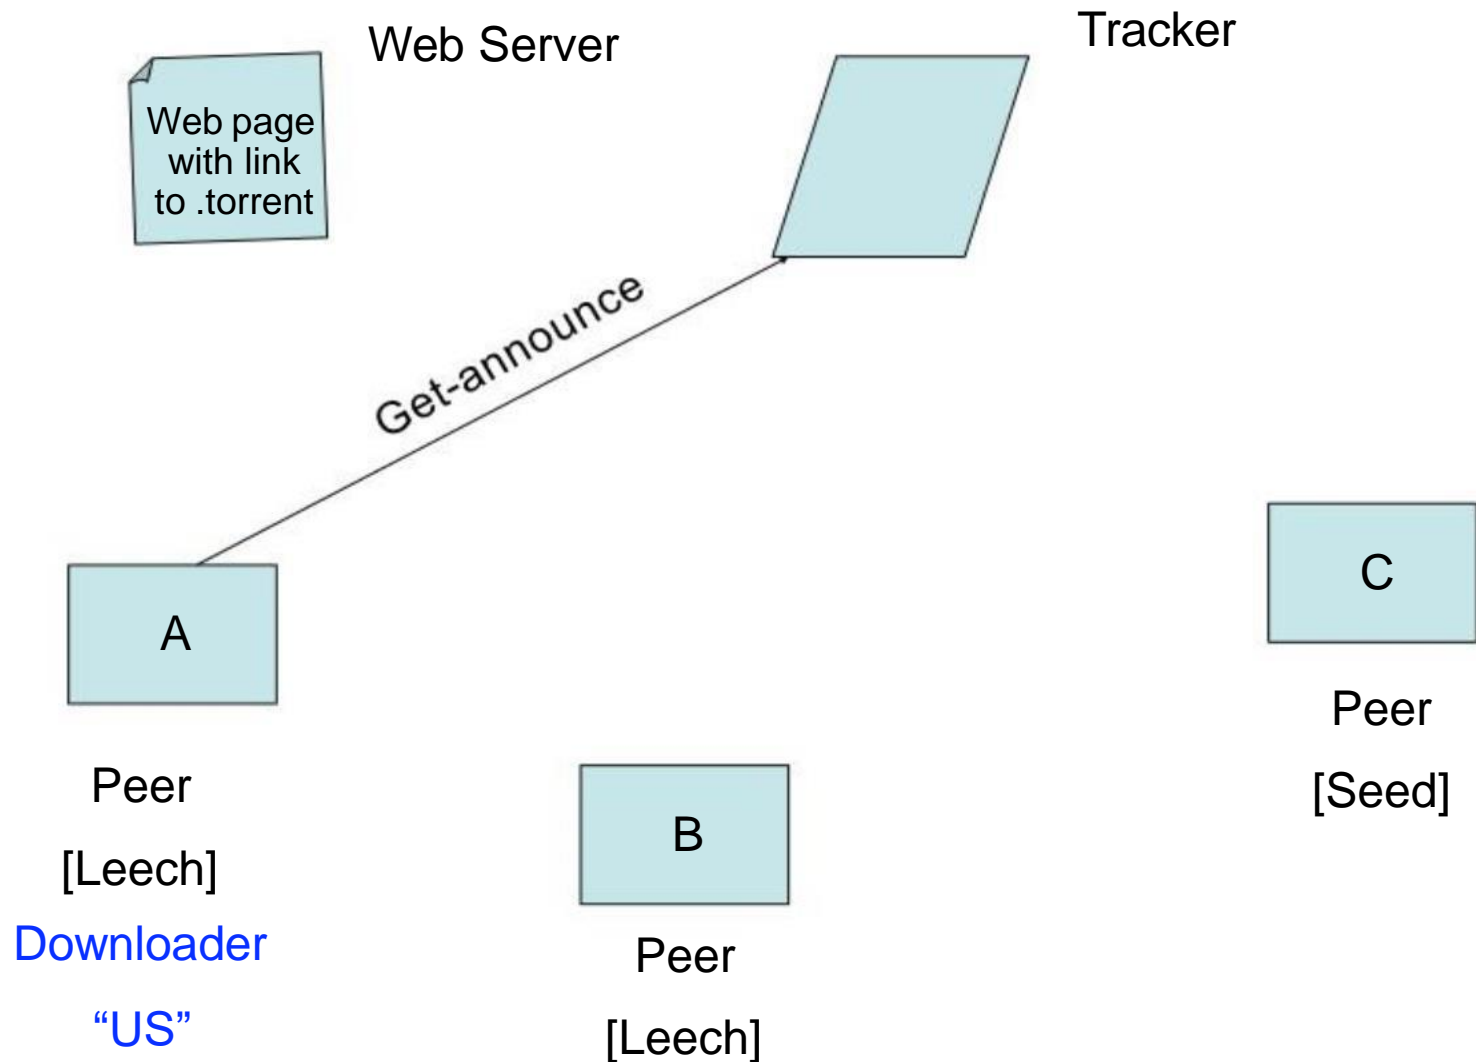 Web Server
Tracker
Web page
with link
to .torrent
Get-announce
A
C
Peer
[Seed]
Peer
[Leech]
Downloader
“US”
B
Peer
[Leech]